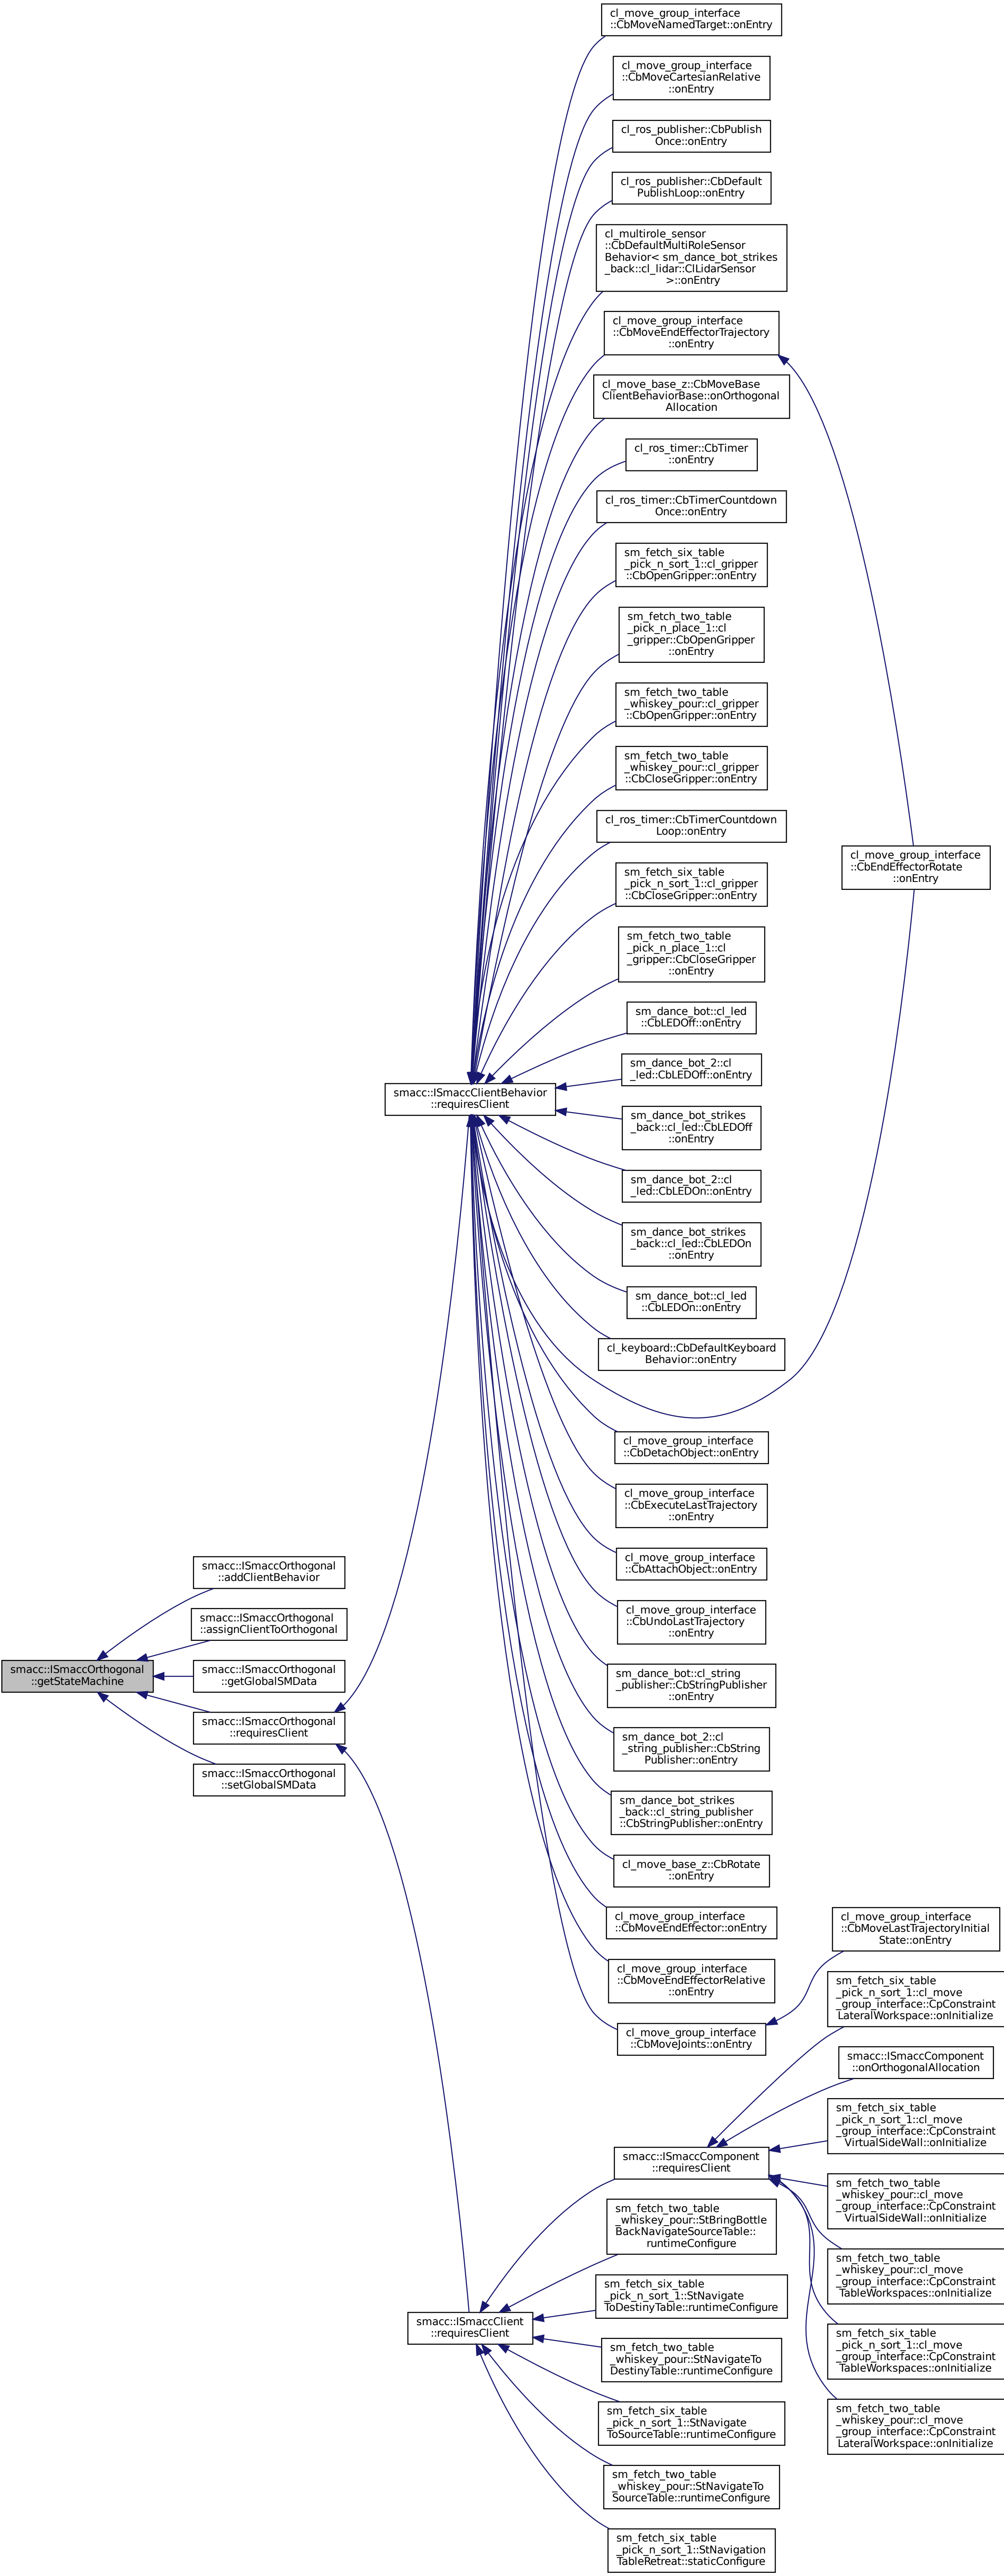 cl_move_group_interface
::CbMoveNamedTarget::onEntry
cl_move_group_interface
::CbMoveCartesianRelative
::onEntry
cl_ros_publisher::CbPublish
Once::onEntry
cl_ros_publisher::CbDefault
PublishLoop::onEntry
cl_multirole_sensor
::CbDefaultMultiRoleSensor
Behavior< sm_dance_bot_strikes
_back::cl_lidar::ClLidarSensor
>::onEntry
cl_move_group_interface
::CbMoveEndEffectorTrajectory
::onEntry
cl_move_base_z::CbMoveBase
ClientBehaviorBase::onOrthogonal
Allocation
cl_ros_timer::CbTimer
::onEntry
cl_ros_timer::CbTimerCountdown
Once::onEntry
sm_fetch_six_table
_pick_n_sort_1::cl_gripper
::CbOpenGripper::onEntry
sm_fetch_two_table
_pick_n_place_1::cl
_gripper::CbOpenGripper
::onEntry
sm_fetch_two_table
_whiskey_pour::cl_gripper
::CbOpenGripper::onEntry
sm_fetch_two_table
_whiskey_pour::cl_gripper
::CbCloseGripper::onEntry
cl_ros_timer::CbTimerCountdown
Loop::onEntry
cl_move_group_interface
::CbEndEffectorRotate
::onEntry
sm_fetch_six_table
_pick_n_sort_1::cl_gripper
::CbCloseGripper::onEntry
sm_fetch_two_table
_pick_n_place_1::cl
_gripper::CbCloseGripper
::onEntry
sm_dance_bot::cl_led
::CbLEDOff::onEntry
sm_dance_bot_2::cl
_led::CbLEDOff::onEntry
smacc::ISmaccClientBehavior
::requiresClient
sm_dance_bot_strikes
_back::cl_led::CbLEDOff
::onEntry
sm_dance_bot_2::cl
_led::CbLEDOn::onEntry
sm_dance_bot_strikes
_back::cl_led::CbLEDOn
::onEntry
sm_dance_bot::cl_led
::CbLEDOn::onEntry
cl_keyboard::CbDefaultKeyboard
Behavior::onEntry
cl_move_group_interface
::CbDetachObject::onEntry
cl_move_group_interface
::CbExecuteLastTrajectory
::onEntry
cl_move_group_interface
::CbAttachObject::onEntry
smacc::ISmaccOrthogonal
::addClientBehavior
cl_move_group_interface
::CbUndoLastTrajectory
::onEntry
smacc::ISmaccOrthogonal
::assignClientToOrthogonal
smacc::ISmaccOrthogonal
::getStateMachine
smacc::ISmaccOrthogonal
::getGlobalSMData
sm_dance_bot::cl_string
_publisher::CbStringPublisher
::onEntry
smacc::ISmaccOrthogonal
::requiresClient
sm_dance_bot_2::cl
_string_publisher::CbString
Publisher::onEntry
smacc::ISmaccOrthogonal
::setGlobalSMData
sm_dance_bot_strikes
_back::cl_string_publisher
::CbStringPublisher::onEntry
cl_move_base_z::CbRotate
::onEntry
cl_move_group_interface
::CbMoveEndEffector::onEntry
cl_move_group_interface
::CbMoveLastTrajectoryInitial
State::onEntry
cl_move_group_interface
::CbMoveEndEffectorRelative
::onEntry
sm_fetch_six_table
_pick_n_sort_1::cl_move
_group_interface::CpConstraint
LateralWorkspace::onInitialize
cl_move_group_interface
::CbMoveJoints::onEntry
smacc::ISmaccComponent
::onOrthogonalAllocation
sm_fetch_six_table
_pick_n_sort_1::cl_move
_group_interface::CpConstraint
VirtualSideWall::onInitialize
smacc::ISmaccComponent
::requiresClient
sm_fetch_two_table
_whiskey_pour::cl_move
_group_interface::CpConstraint
VirtualSideWall::onInitialize
sm_fetch_two_table
_whiskey_pour::StBringBottle
BackNavigateSourceTable::
runtimeConfigure
sm_fetch_two_table
_whiskey_pour::cl_move
_group_interface::CpConstraint
TableWorkspaces::onInitialize
sm_fetch_six_table
_pick_n_sort_1::StNavigate
ToDestinyTable::runtimeConfigure
smacc::ISmaccClient
::requiresClient
sm_fetch_six_table
_pick_n_sort_1::cl_move
_group_interface::CpConstraint
TableWorkspaces::onInitialize
sm_fetch_two_table
_whiskey_pour::StNavigateTo
DestinyTable::runtimeConfigure
sm_fetch_two_table
_whiskey_pour::cl_move
_group_interface::CpConstraint
LateralWorkspace::onInitialize
sm_fetch_six_table
_pick_n_sort_1::StNavigate
ToSourceTable::runtimeConfigure
sm_fetch_two_table
_whiskey_pour::StNavigateTo
SourceTable::runtimeConfigure
sm_fetch_six_table
_pick_n_sort_1::StNavigation
TableRetreat::staticConfigure